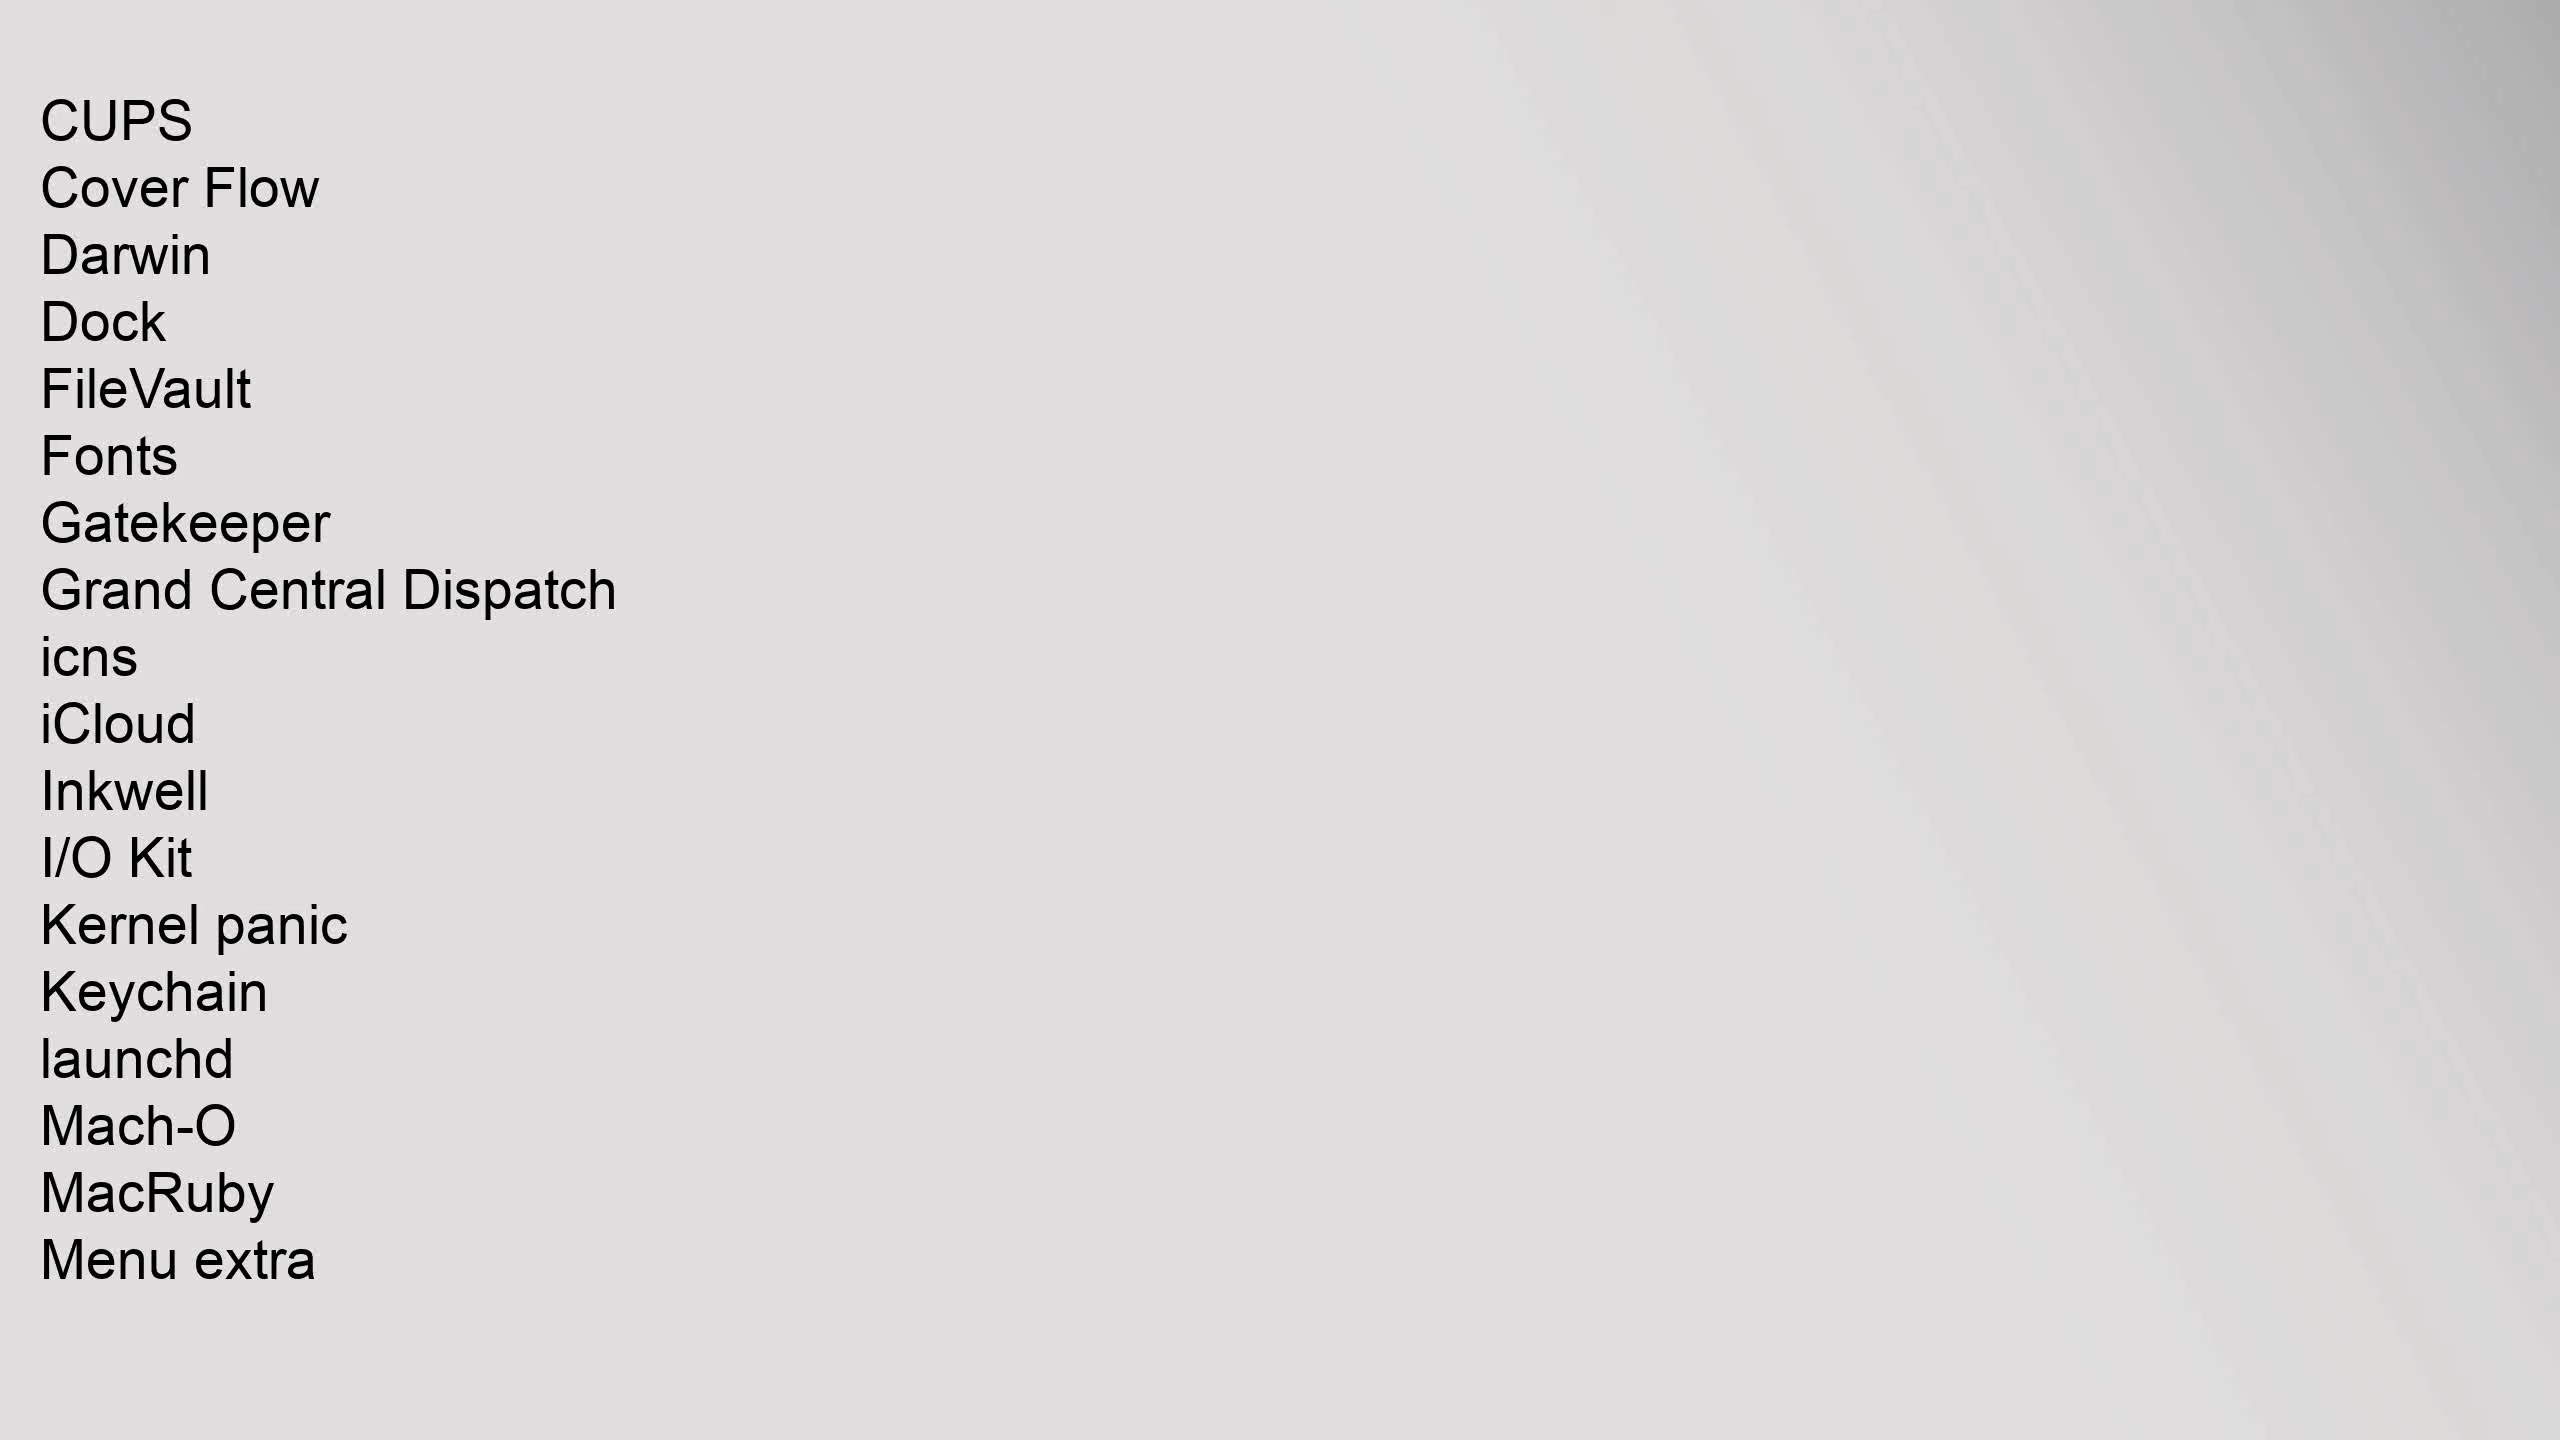 CUPS
Cover Flow
Darwin
Dock
FileVault
Fonts
Gatekeeper
Grand Central Dispatch
icns
iCloud
Inkwell
I/O Kit
Kernel panic
Keychain
launchd
Mach-O
MacRuby
Menu extra